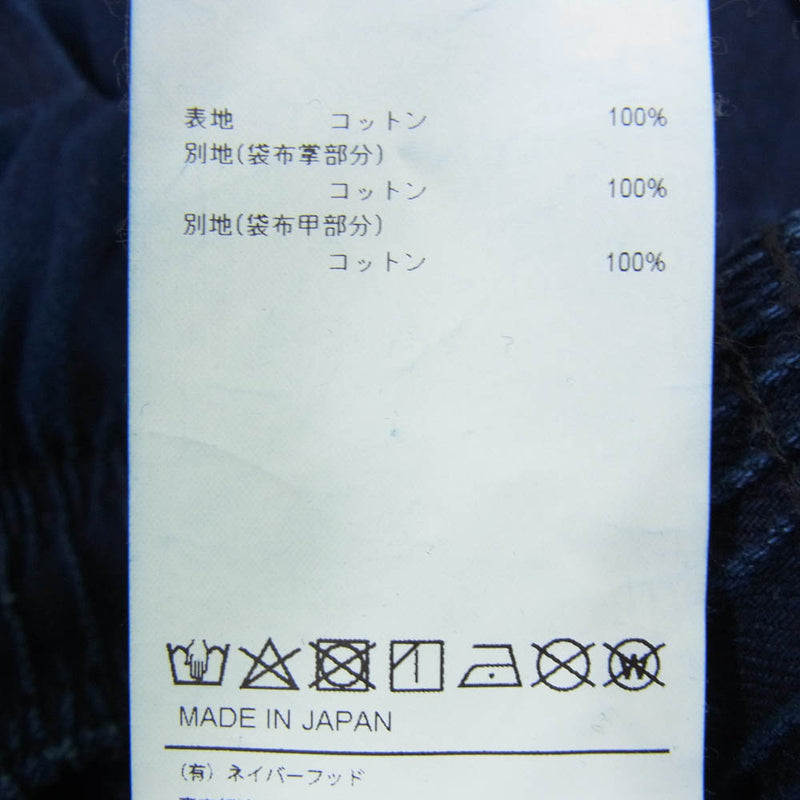 表地 コットン 100%
別地(袋布掌部分)
コットン 100%
別地(袋布甲部分)
コットン 100%
W
MADE IN JAPAN
(有) ネイバーフッド